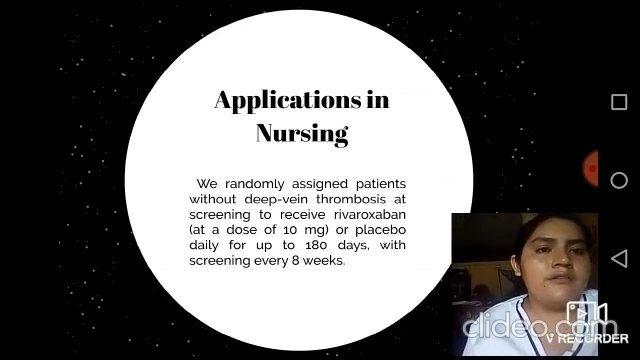 Applications in
Nursing
We randomly assigned patients
without deep-vein thrombosis at
screening to receive rivaroxaban
(at a dose of 10 mg) or placebo
daily for up to 180 days, with
screening every 8 weeks.
clideo.com
V RECORDER